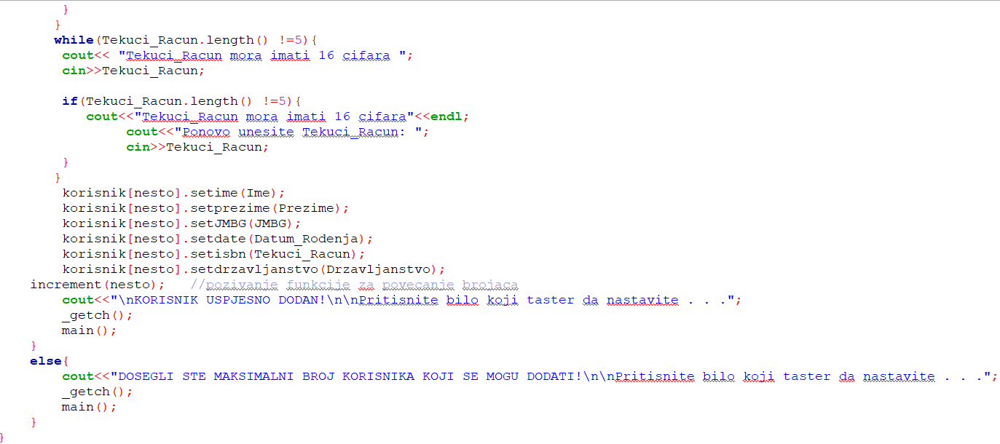 }
}
while(Tekuci_Racun.length() !=5){
cout<< "Tekuci_Racun mora imati 16 cifara ";
cin>>Tekuci_Racun;
if(Tekuci_Racun.length() !=5){
cout<<"Tekuci_Racun mora imati 16 cifara"<<endl;
cout<<"Ponovo unesite Tekuci_Racun: ";
cin>>Tekuci_Racun;
}
}
korisnik[nesto].setime(Ime);
korisnik[nesto].setprezime(Prezime);
korisnik[nesto].setJMBG(JMBG);
korisnik[nesto].setdate(Datum_Rodenja);
korisnik[nesto].setisbn(Tekuci_Racun);
korisnik[nesto].setdrzavljanstvo(Drzavljanstvo);
increment(nesto);   //pozivanje funkcije za povecanje brojaca
cout<<"\nKORISNIK USPJESNO DODAN!\n\nPritisnite bilo koji taster da nastavite . . .";
_getch();
main();
}
else{
cout<<"DOSEGLI STE MAKSIMALNI BROJ KORISNIKA KOJI SE MOGU DODATI!\n\nPritisnite bilo koji taster da nastavite . . .";
_getch();
main();
}
}